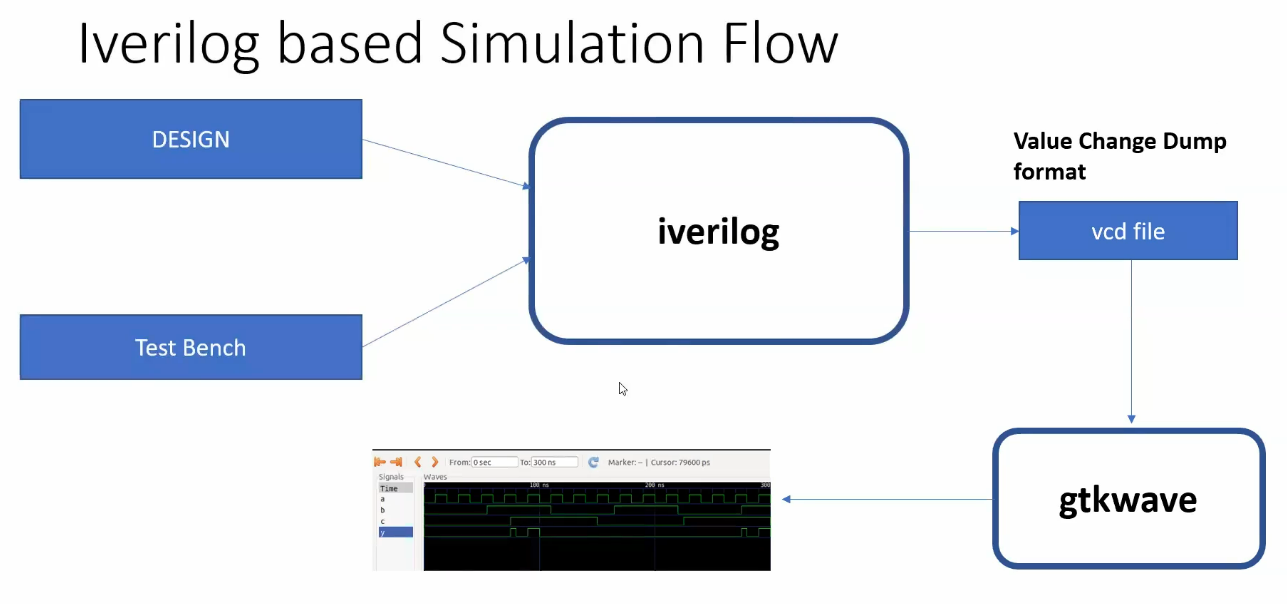 Iverilog based Simulation Flow
DESIGN
Test Bench
iverilog
Value Change Dump
format
vcd file
gtkwave
From: 0 sec To: 300 ns Marker: -- | Cursor: 79600 ps
Signals Waves
Time
100 ns 200 ns 300
a
b
c
y